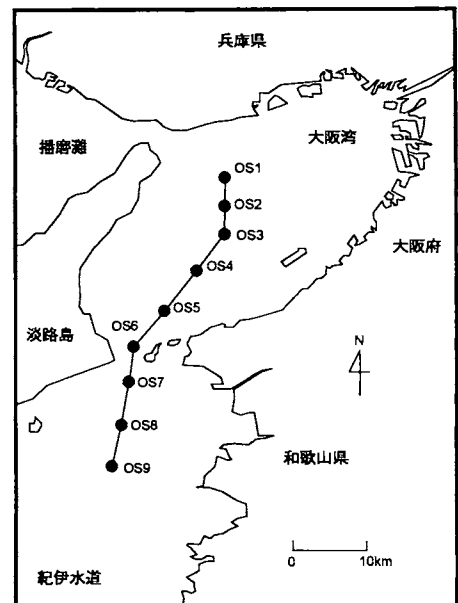 兵庫県
播磨灘
大阪湾
OS1
OS2
OS3
大阪府
OS4
OS5
淡路島
OS6
N
OS7
OS8
和歌山県
OS9
0 10km
紀伊水道